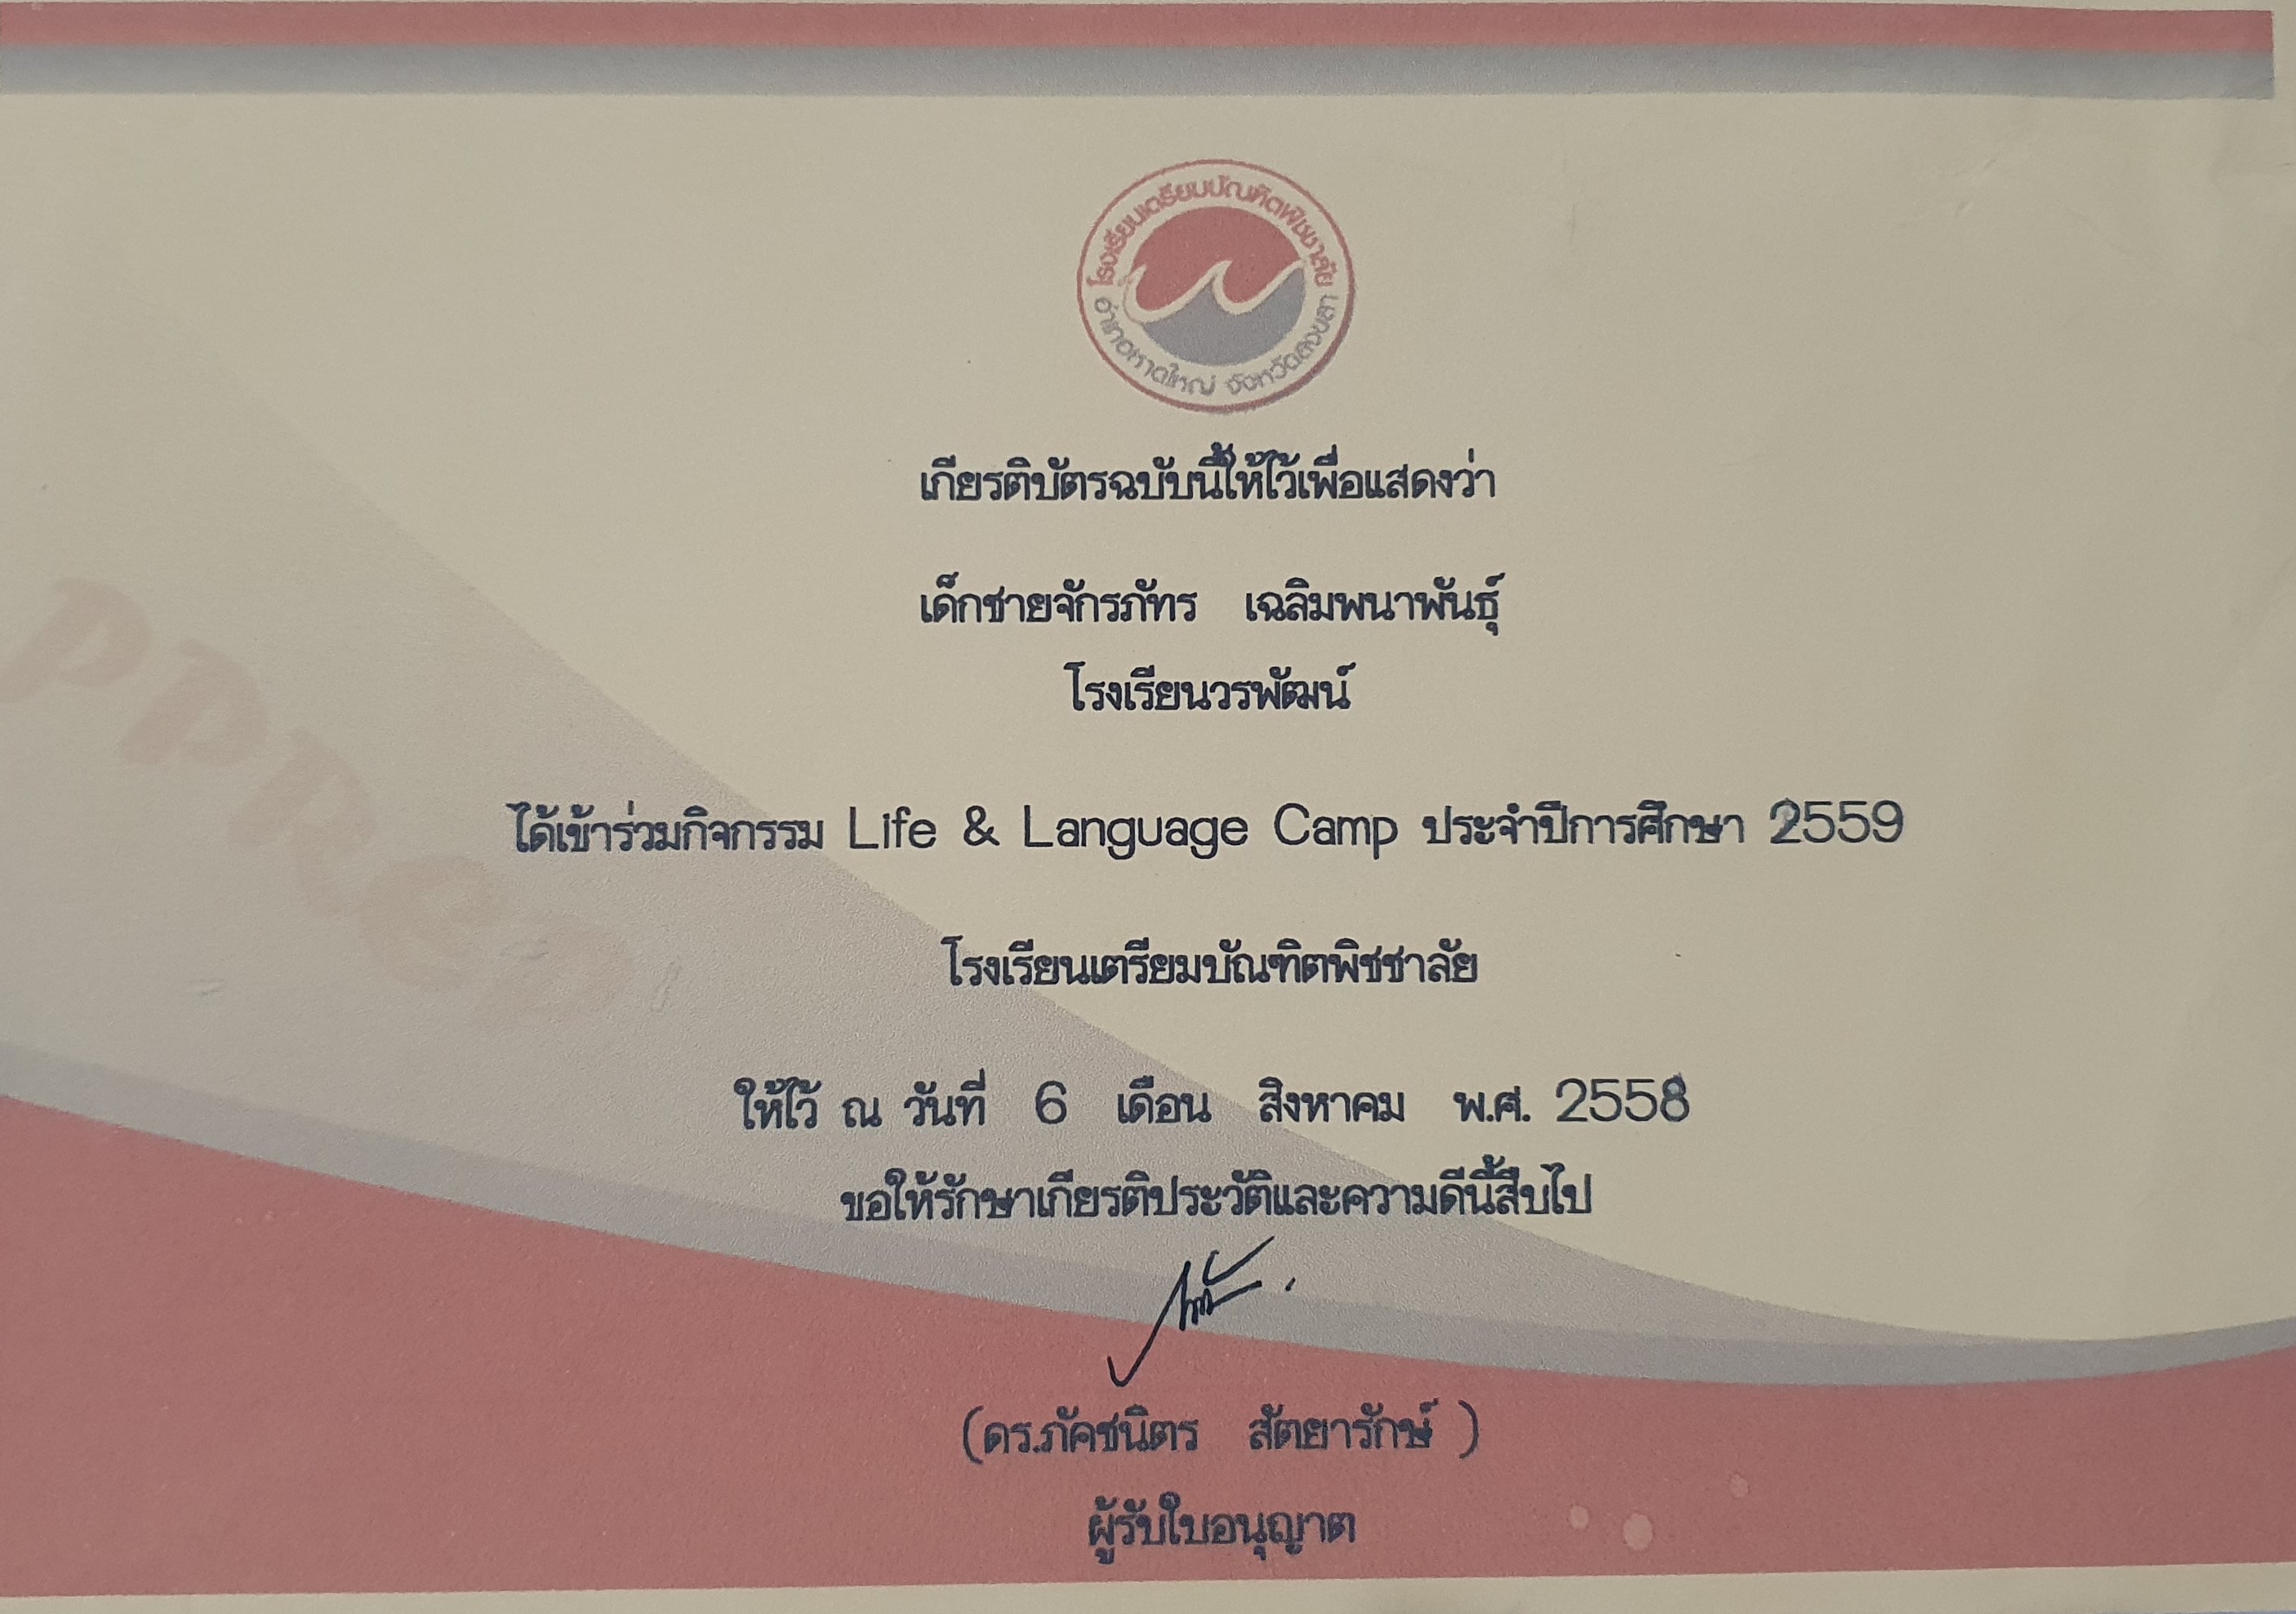 โรงเรียนเตรียมบัณฑิตพิชชาลัย
อำเภอหาดใหญ่ จังหวัดสงขลา
เกียรติบัตรฉบับนี้ให้ไว้เพื่อแสดงว่า
เด็กชายจักรภัทร เฉลิมพนาพันธุ์
โรงเรียนวรพัฒน์
ได้เข้าร่วมกิจกรรม Life & Language Camp ประจำปีการศึกษา 2559
โรงเรียนเตรียมบัณฑิตพิชชาลัย
ให้ไว้ ณ วันที่ 6 เดือน สิงหาคม พ.ศ. 2558
ขอให้รักษาเกียรติประวัติและความดีนี้สืบไป
(ดร.ภัคชนิตร สัตยารักษ์ )
ผู้รับใบอนุญาต